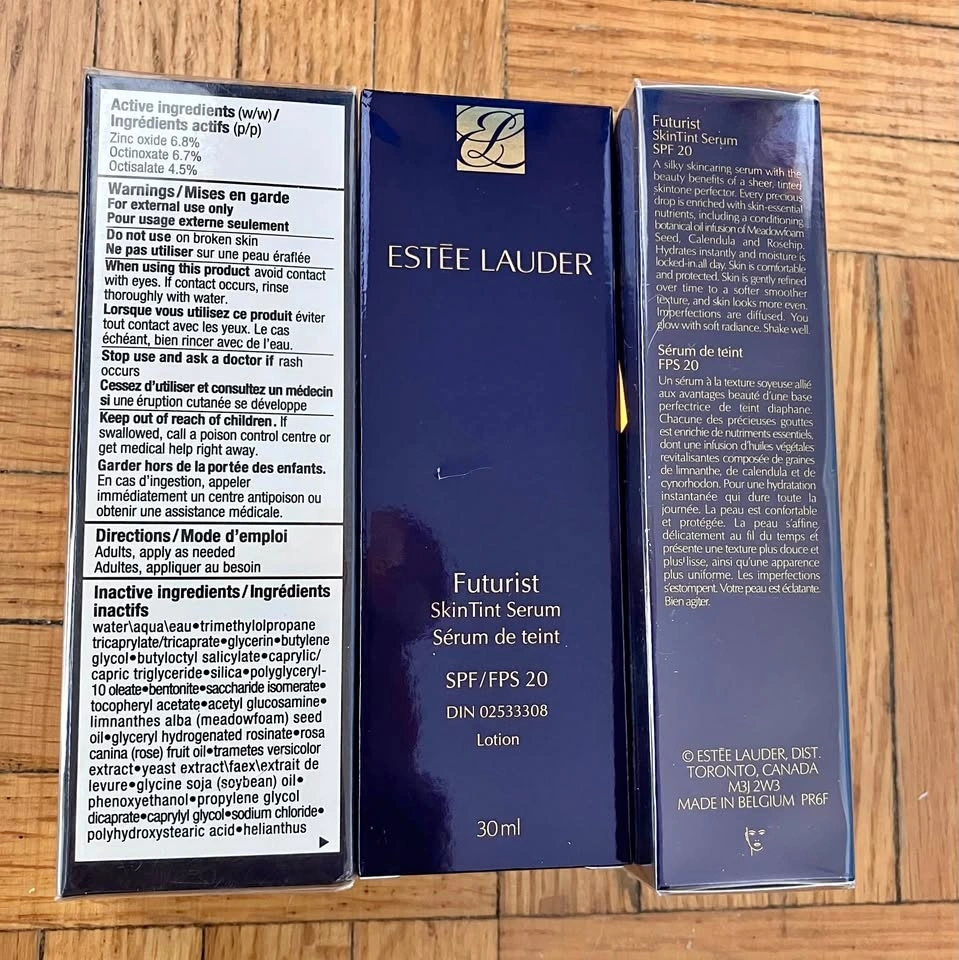 Active ingredients (w/w)/
Ingrédients actifs (p/p)
Zinc oxide 6.8%
Octinoxate 6.7%
Octisalate 4.5%
Warnings/Mises en garde
For external use only
Pour usage externe seulement
Do not use on broken skin
Ne pas utiliser sur une peau éraflée
When using this product avoid contact
with eyes. If contact occurs, rinse
thoroughly with water.
Lorsque vous utilisez ce produit éviter
tout contact avec les yeux. Le cas
échéant, bien rincer avec de l'eau.
Stop use and ask a doctor if rash
occurs
Cessez d'utiliser et consultez un médecin
si une éruption cutanée se développe
Keep out of reach of children. If
swallowed, call a poison control centre or
get medical help right away.
Garder hors de la portée des enfants.
En cas d'ingestion, appeler
immédiatement un centre antipoison ou
obtenir une assistance médicale.
Directions/Mode d'emploi
Adults, apply as needed
Adultes, appliquer au besoin
Inactive ingredients/Ingrédients
inactifs
water\aqua\eau•trimethylolpropane
tricaprylate/tricaprate•glycerin•butylene
glycol•butyloctyl salicylate•caprylic/
capric triglyceride•silica•polyglyceryl-
10 oleate•bentonite•saccharide isomerate•
tocopheryl acetate•acetyl glucosamine•
limnanthes alba (meadowfoam) seed
oil•glyceryl hydrogenated rosinate•rosa
canina (rose) fruit oil•trametes versicolor
extract•yeast extract\faex\extrait de
levure•glycine soja (soybean) oil•
phenoxyethanol•propylene glycol
dicaprate•caprylyl glycol•sodium chloride•
polyhydroxystearic acid•helianthus
EL
ESTĒE LAUDER
Futurist
SkinTint Serum
Sérum de teint
SPF/FPS 20
DIN 02533308
Lotion
30ml
Futurist
SkinTint Serum
SPF 20
A silky skincaring serum with the
beauty benefits of a sheer, tinted
skintone perfector. Every precious
drop is enriched with skin-essential
nutrients, including a conditioning
botanical oil infusion of Meadowfoam
Seed, Calendula and Rosehip.
Hydrates instantly and moisture is
locked-in all day. Skin is comfortable
and protected. Skin is gently refined
over time to a softer smoother
texture, and skin looks more even.
Imperfections are diffused. You
glow with soft radiance. Shake well.
Sérum de teint
FPS 20
Un sérum à la texture soyeuse allié
aux avantages beauté d'une base
perfectrice de teint diaphane.
Chacune des précieuses gouttes
est enrichie de nutriments essentiels,
dont une infusion d'huiles végétales
revitalisantes composée de graines
de limnanthe, de calendula et de
cynorhodon. Pour une hydratation
instantanée qui dure toute la
journée. La peau est confortable
et protégée. La peau s'affine
délicatement au fil du temps et
présente une texture plus douce et
plus lisse, ainsi qu'une apparence
plus uniforme. Les imperfections
s'estompent. Votre peau est éclatante.
Bien agiter.
© ESTĒE LAUDER, DIST.
TORONTO, CANADA
M3J 2W3
MADE IN BELGIUM PR6F